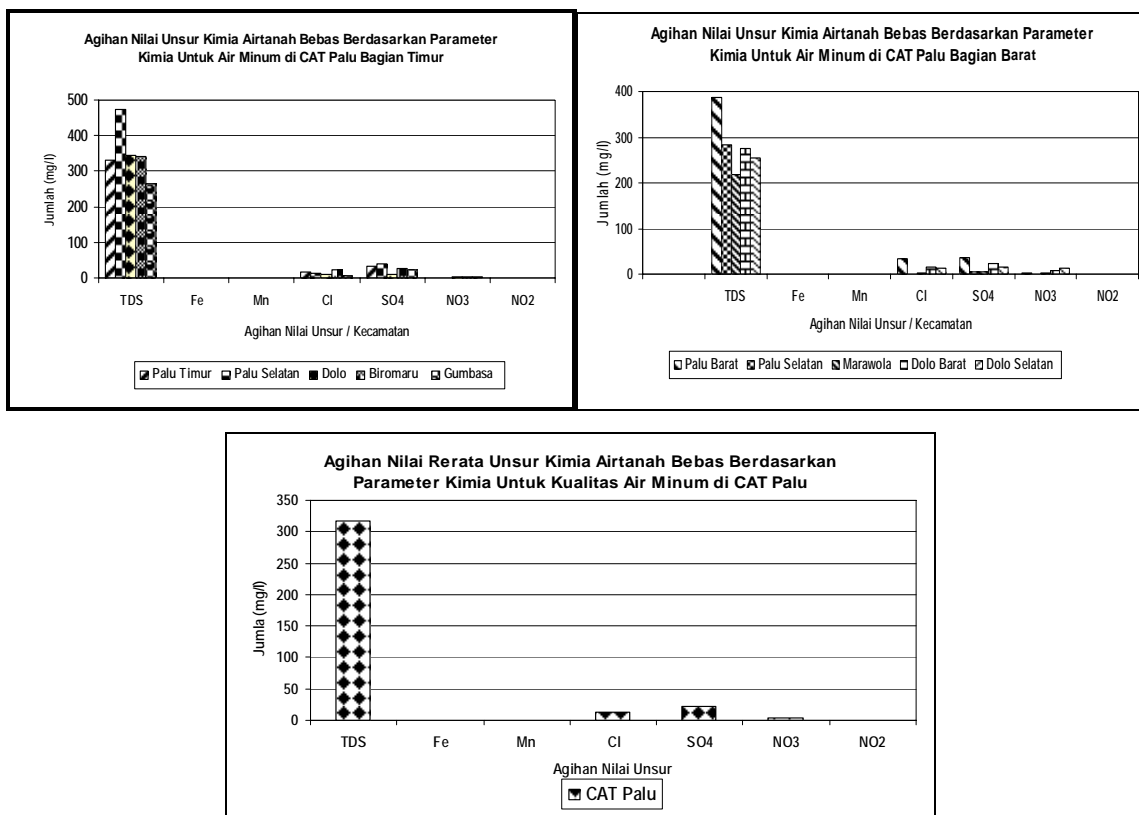 Agihan Nilai Unsur Kimia Airtanah Bebas Berdasarkan Parameter
Kimia Untuk Air Minum di CAT Palu Bagian Timur
500
400
300
200
100
0
Jumlah (mg/l)
TDS Fe Mn Cl SO4 NO3 NO2
Agihan Nilai Unsur / Kecamatan
Palu Timur Palu Selatan Dolo Biromaru Gumbasa
Agihan Nilai Unsur Kimia Airtanah Bebas Berdasarkan Parameter
Kimia Untuk Air Minum di CAT Palu Bagian Barat
400
300
200
100
0
Jumlah (mg/l)
TDS Fe Mn Cl SO4 NO3 NO2
Agihan Nilai Unsur / Kecamatan
Palu Barat Palu Selatan Marawola Dolo Barat Dolo Selatan
Agihan Nilai Rerata Unsur Kimia Airtanah Bebas Berdasarkan
Parameter Kimia Untuk Kualitas Air Minum di CAT Palu
350
300
250
200
150
100
50
0
Jumla (mg/l)
TDS Fe Mn Cl SO4 NO3 NO2
Agihan Nilai Unsur
CAT Palu